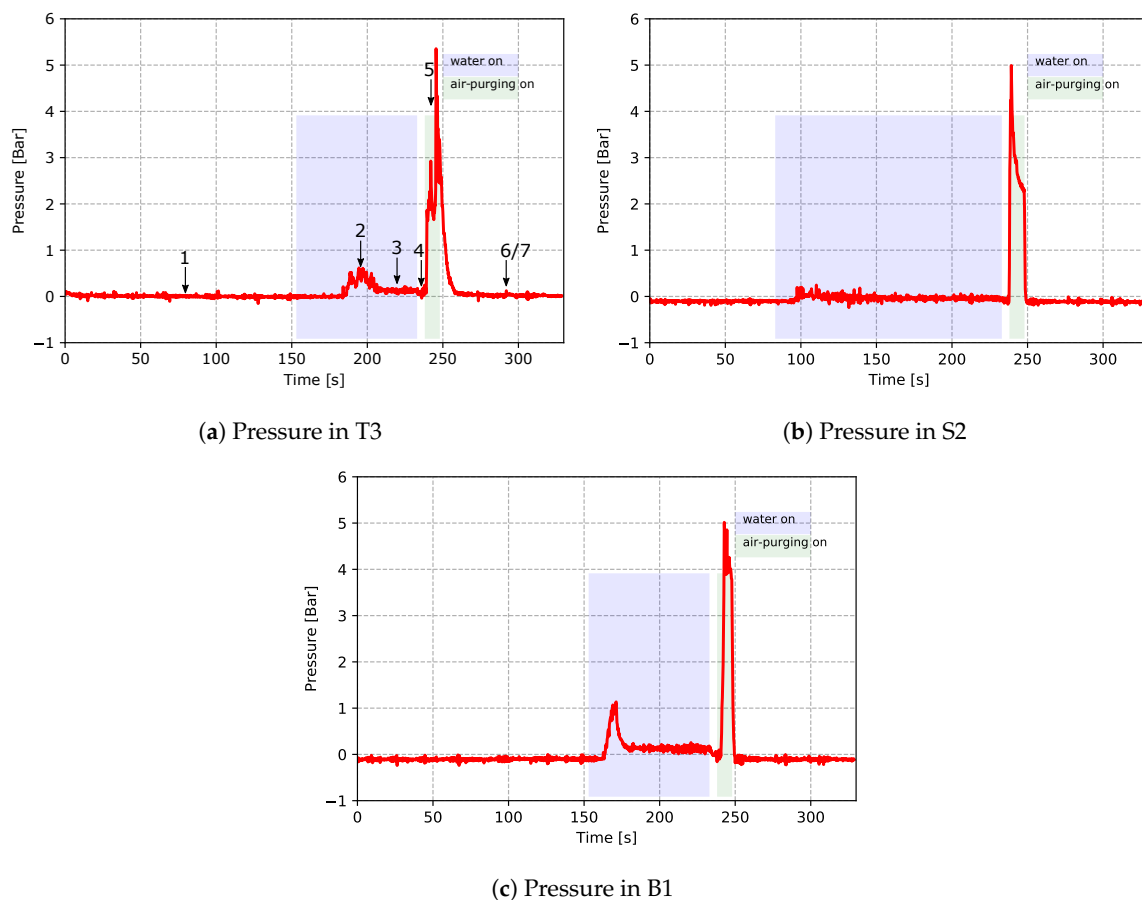 6
5
4
3
2
1
0
−1
Pressure [Bar]
0 50 100 150 200 250 300
Time [s]
1
2
3
4
5
6/7
water on
air-purging on
(a) Pressure in T3
6
5
4
3
2
1
0
−1
Pressure [Bar]
0 50 100 150 200 250 300
Time [s]
water on
air-purging on
(b) Pressure in S2
6
5
4
3
2
1
0
−1
Pressure [Bar]
0 50 100 150 200 250 300
Time [s]
water on
air-purging on
(c) Pressure in B1